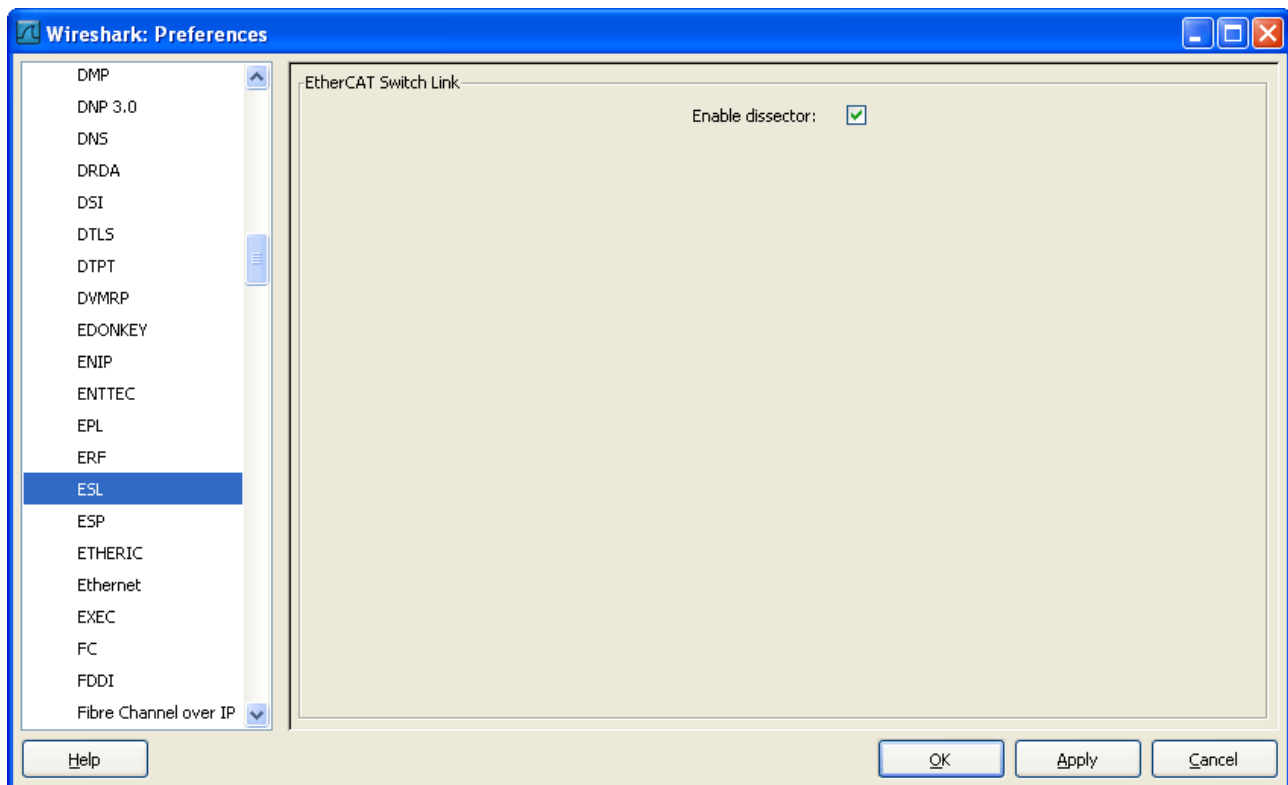 Wireshark: Preferences
DMP
DNP 3.0
DNS
DRDA
DSI
DTLS
DTPT
DVMRP
EDONKEY
ENIP
ENTTEC
EPL
ERF
ESL
ESP
ETHERIC
Ethernet
EXEC
FC
FDDI
Fibre Channel over IP
EtherCAT Switch Link
Enable dissector:
Help
OK
Apply
Cancel